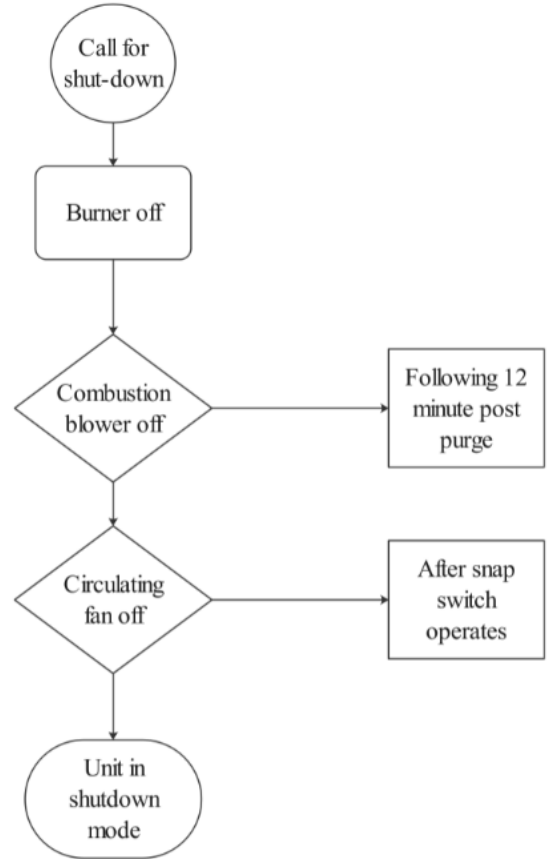 Call for
shut-down
Burner off
Combustion
blower off
Following 12
minute post
purge
Circulating
fan off
After snap
switch
operates
Unit in
shutdown
mode